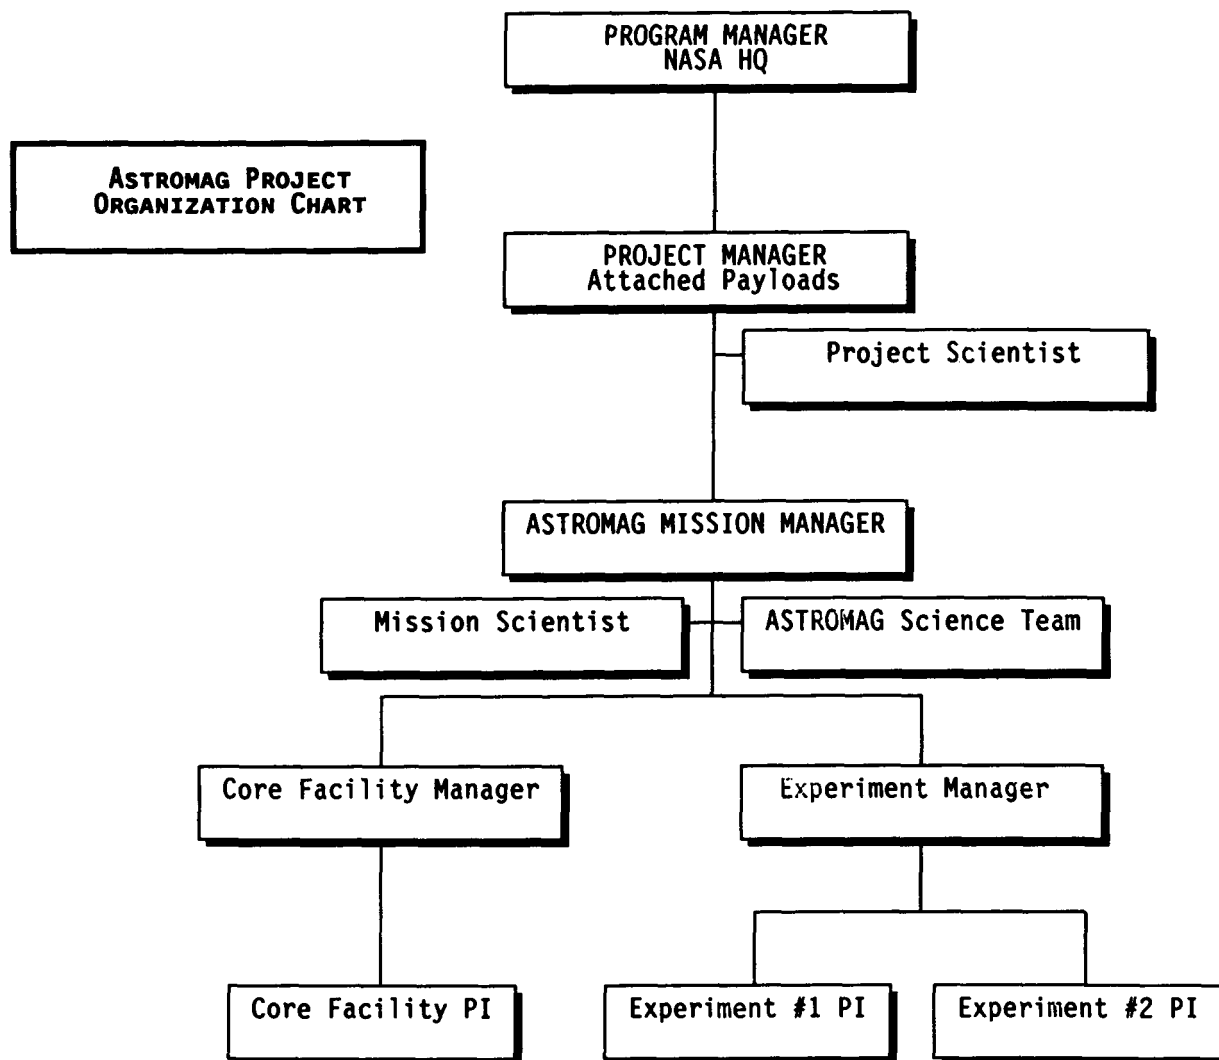 PROGRAM MANAGER
NASA HQ
ASTROMAG PROJECT
ORGANIZATION CHART
PROJECT MANAGER
Attached Payloads
Project Scientist
ASTROMAG MISSION MANAGER
Mission Scientist
ASTROMAG Science Team
Core Facility Manager
Experiment Manager
Core Facility PI
Experiment #1 PI
Experiment #2 PI